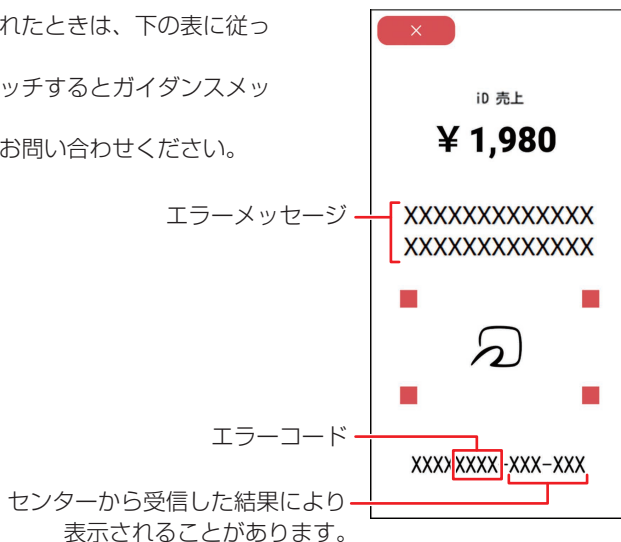 れたときは、下の表に従っ
ッチするとガイダンスメッ
お問い合わせください。
×
iD 売上
¥ 1,980
エラーメッセージ
XXXXXXXXXXXXX
XXXXXXXXXXXXX
エラーコード
XXXXXXXX-XXX-XXX
センターから受信した結果により
表示されることがあります。